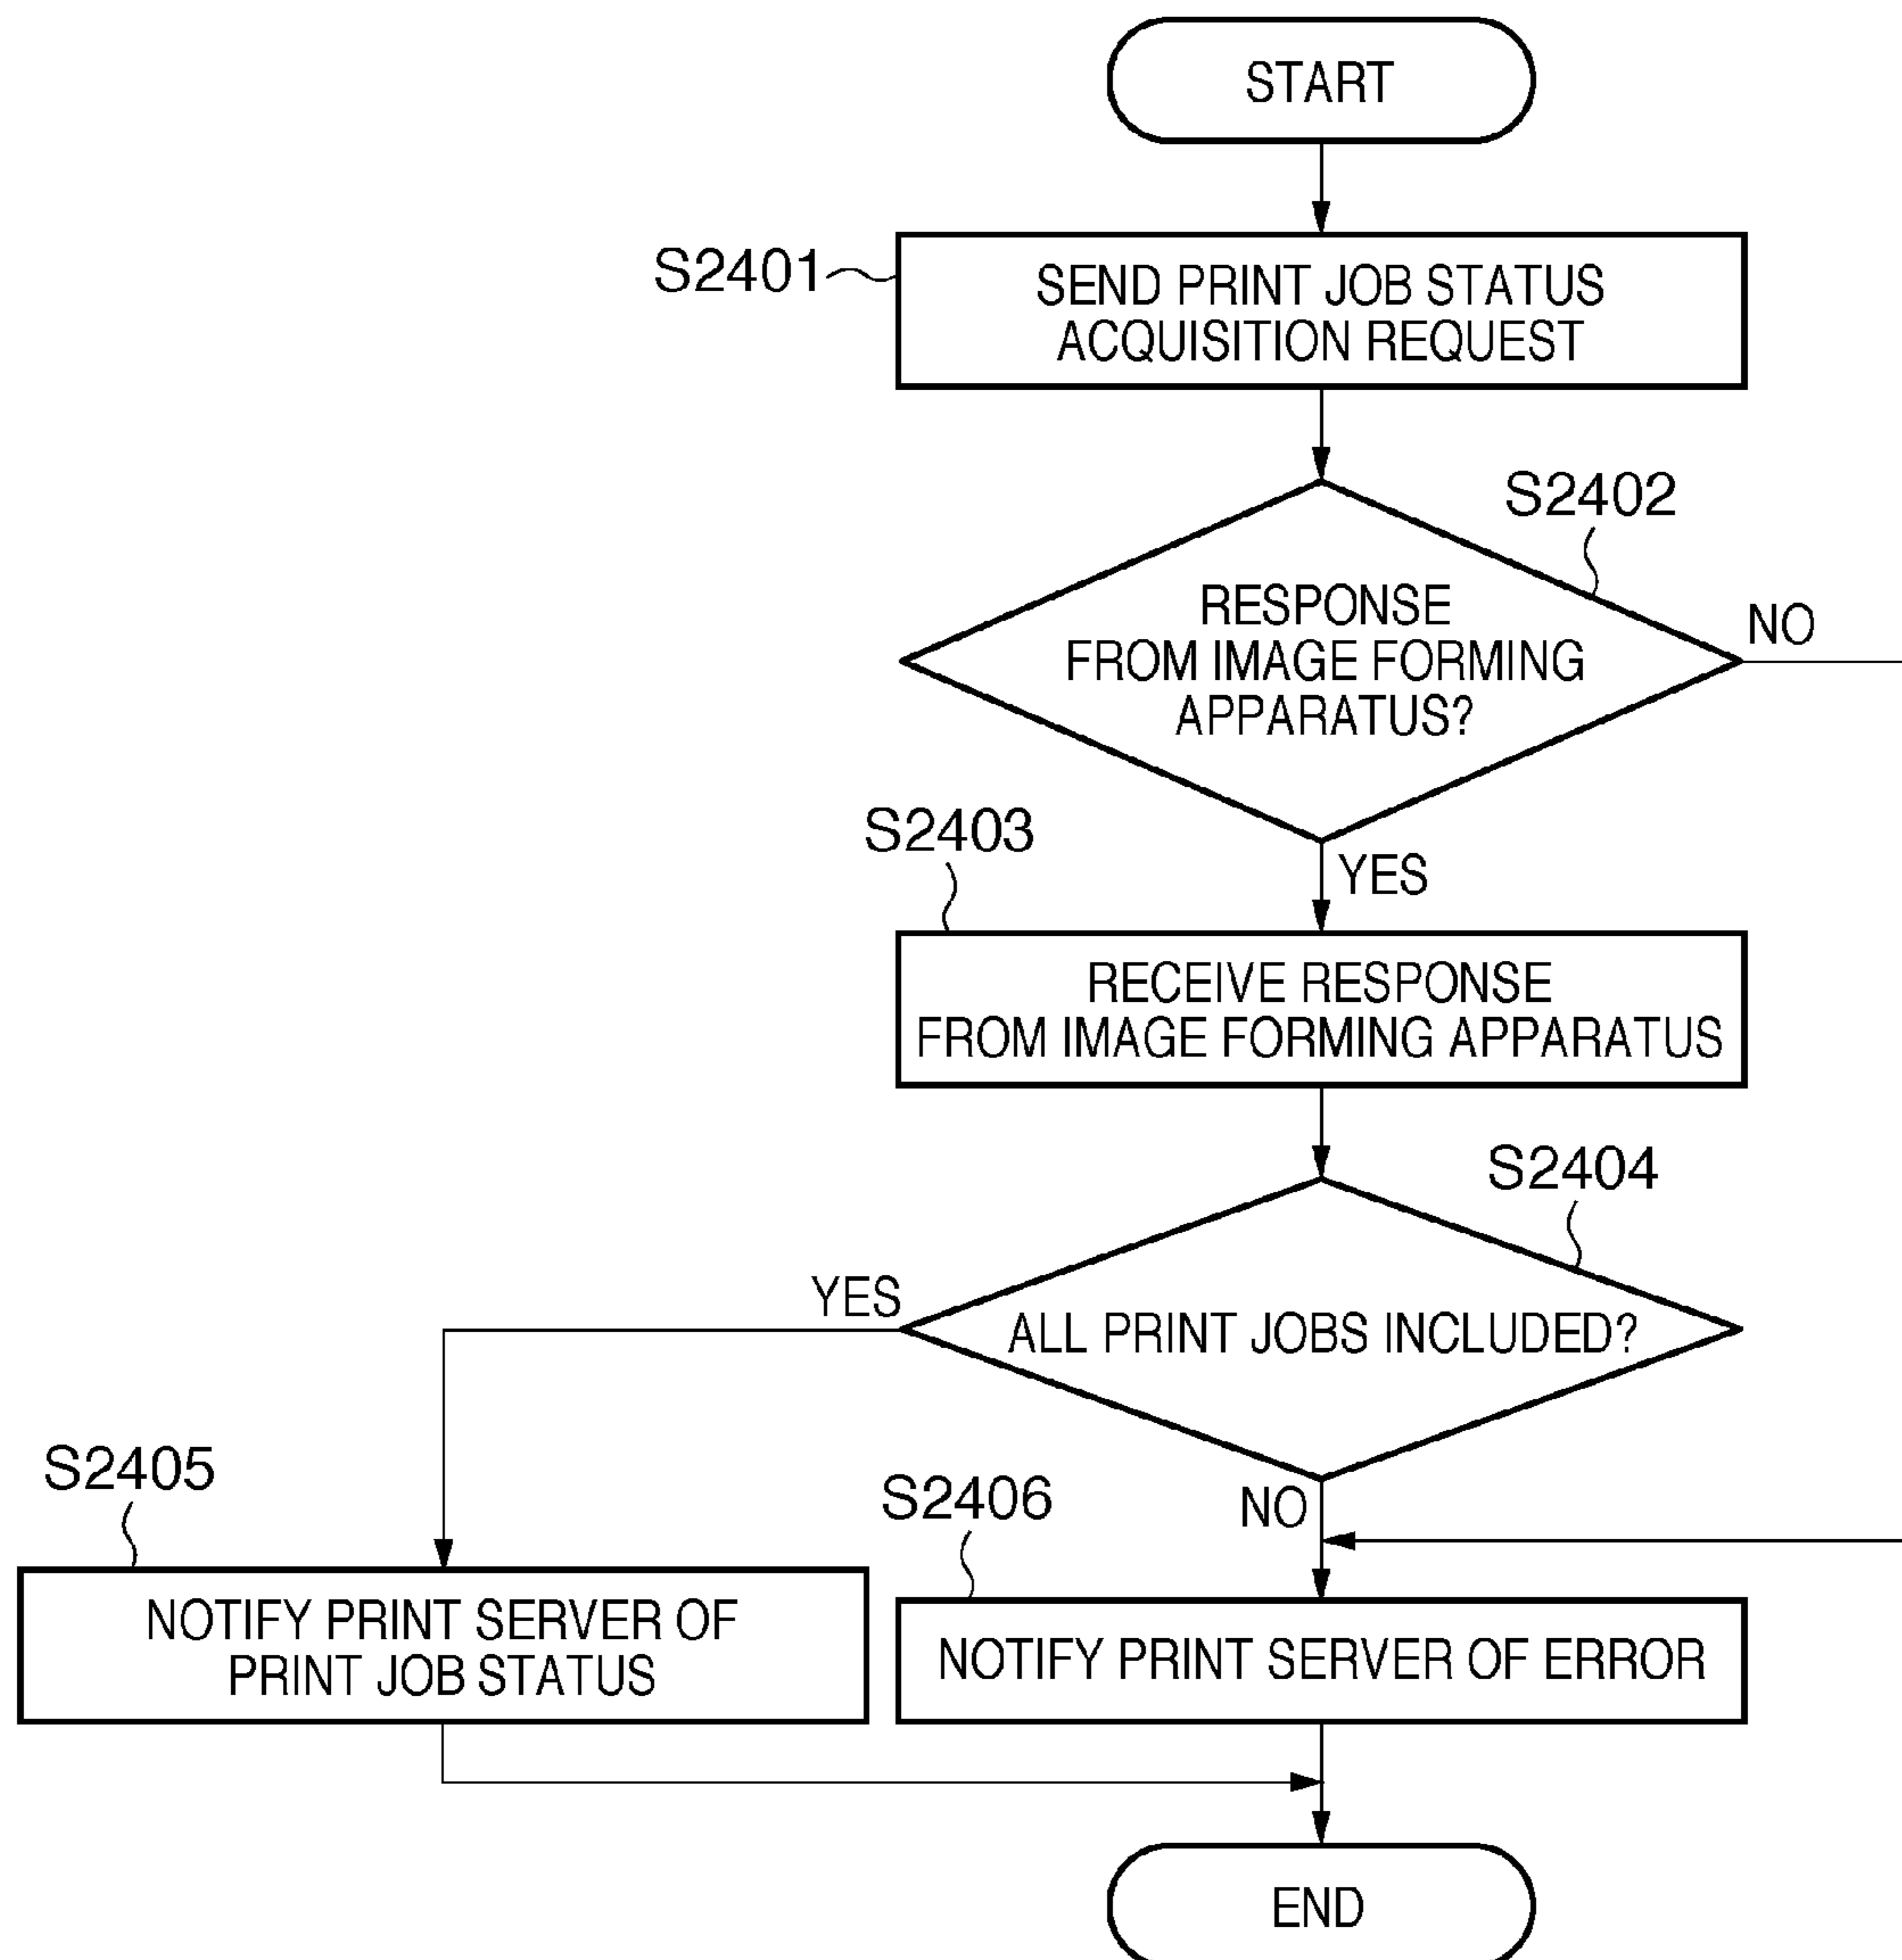 START
S2401
SEND PRINT JOB STATUS
ACQUISITION REQUEST
S2402
RESPONSE
FROM IMAGE FORMING
APPARATUS?
NO
S2403
YES
RECEIVE RESPONSE
FROM IMAGE FORMING APPARATUS
S2404
YES
ALL PRINT JOBS INCLUDED?
S2405
S2406
NO
NOTIFY PRINT SERVER OF
PRINT JOB STATUS
NOTIFY PRINT SERVER OF ERROR
END